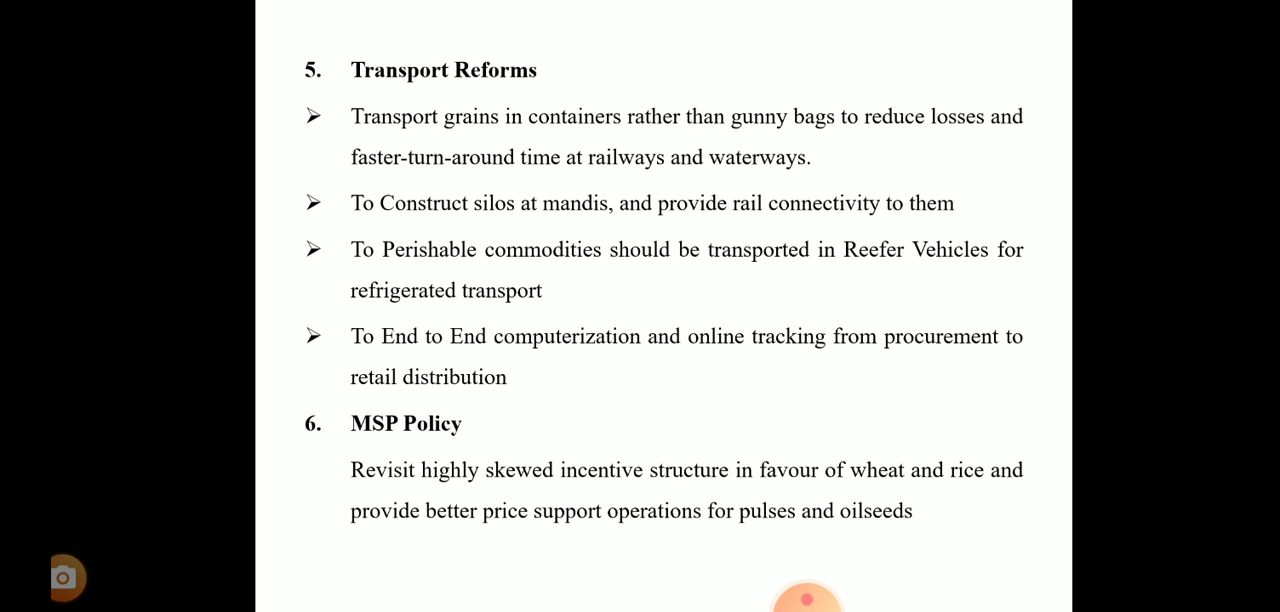 5. Transport Reforms
➢ Transport grains in containers rather than gunny bags to reduce losses and
faster-turn-around time at railways and waterways.
➢ To Construct silos at mandis, and provide rail connectivity to them
➢ To Perishable commodities should be transported in Reefer Vehicles for
refrigerated transport
➢ To End to End computerization and online tracking from procurement to
retail distribution
6. MSP Policy
Revisit highly skewed incentive structure in favour of wheat and rice and
provide better price support operations for pulses and oilseeds